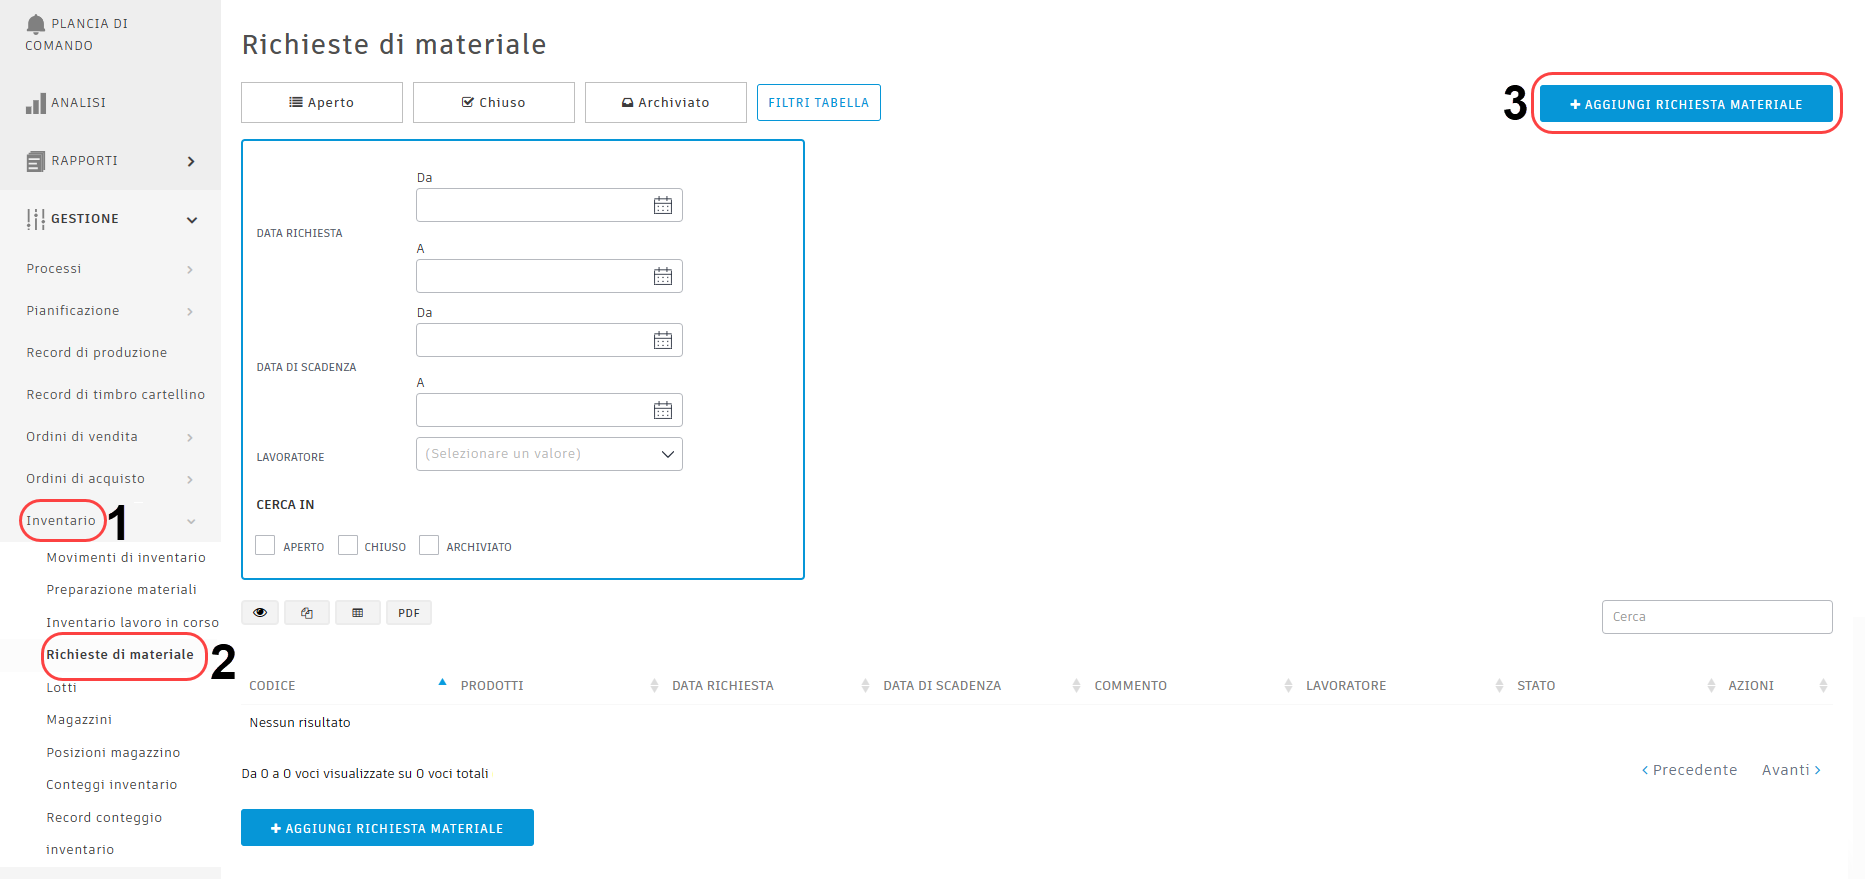 PLANCIA DI
COMANDO
ANALISI
RAPPORTI
GESTIONE
Processi
Pianificazione
Record di produzione
Record di timbro cartellino
Ordini di vendita
Ordini di acquisto
Inventario 1
Movimenti di inventario
Preparazione materiali
Inventario lavoro in corso
Richieste di materiale 2
Lotti
Magazzini
Posizioni magazzino
Conteggi inventario
Record conteggio
inventario
Richieste di materiale
Aperto Chiuso Archiviato FILTRI TABELLA
3 + AGGIUNGI RICHIESTA MATERIALE
Da
DATA RICHIESTA
A
Da
DATA DI SCADENZA
A
LAVORATORE (Selezionare un valore)
CERCA IN
APERTO CHIUSO ARCHIVIATO
PDF
Cerca
CODICE PRODOTTI DATA RICHIESTA DATA DI SCADENZA COMMENTO LAVORATORE STATO AZIONI
Nessun risultato
Da 0 a 0 voci visualizzate su 0 voci totali
‹ Precedente Avanti ›
+ AGGIUNGI RICHIESTA MATERIALE